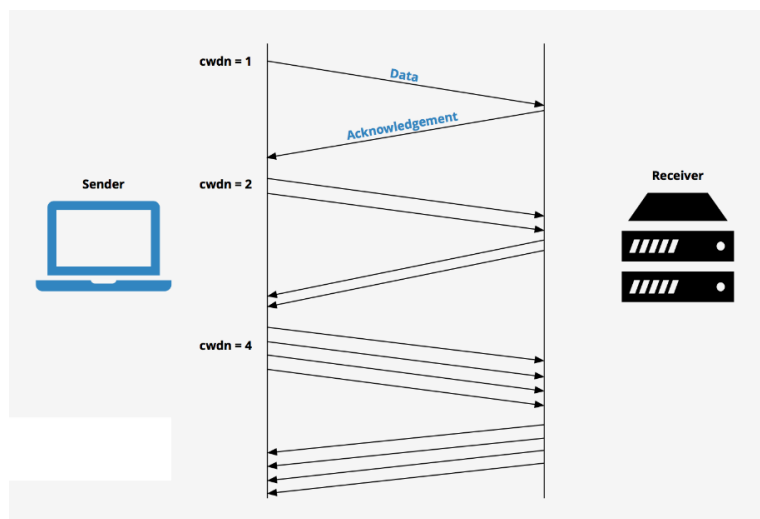 cwdn = 1
Data
Acknowledgement
Sender
cwdn = 2
Receiver
cwdn = 4